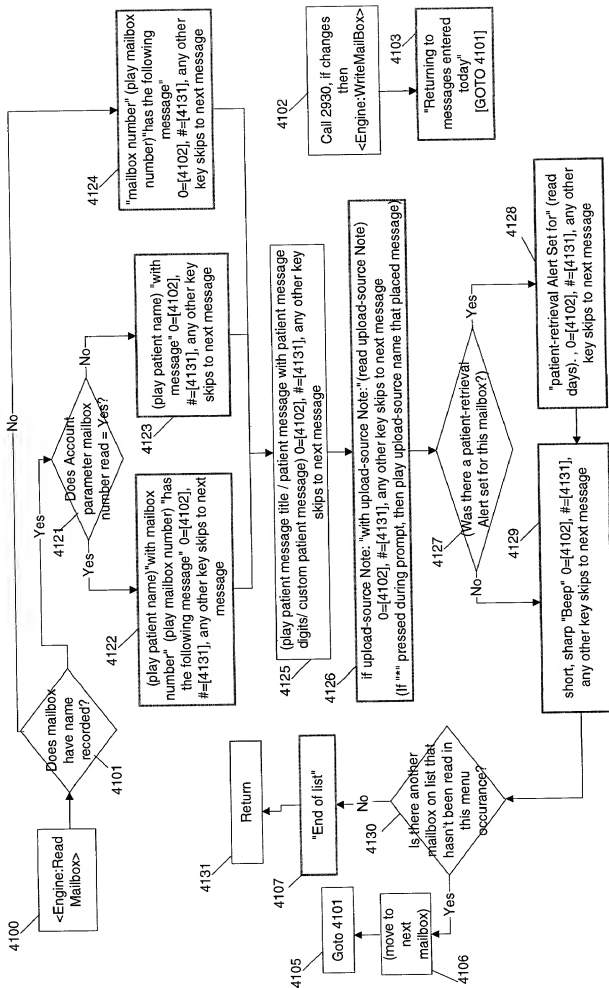 4100
<Engine:Read
Mailbox>
4101
Does mailbox
have name
recorded?
Yes
No
4121
Does Account
parameter mailbox
number read = Yes?
Yes
No
4122
(play patient name)"with mailbox
number" (play mailbox number) "has
the following message" 0=[4102],
#=[4131], any other key skips to next
message
4123
(play patient name) "with
message" 0=[4102],
#=[4131], any other key
skips to next message
4124
"mailbox number" (play mailbox
number)"has the following
message"
0=[4102], #=[4131], any other
key skips to next message
4125
(play patient message title / patient message with patient message
digits/ custom patient message) 0=[4102], #=[4131], any other key
skips to next message
4126
if upload-source Note: "with upload-source Note:"(read upload-source Note)
0=[4102], #=[4131], any other key skips to next message
(If "*" pressed during prompt, then play upload-source name that placed message)
4127
(Was there a patient-retrieval
Alert set for this mailbox?)
No
Yes
4128
"patient-retrieval Alert Set for" (read
days). , 0=[4102], #=[4131], any other
key skips to next message
4129
short, sharp "Beep" 0=[4102], #=[4131],
any other key skips to next message
4130
Is there another
mailbox on list that
hasn't been read in
this menu
occurance?
No
Yes
4107
"End of list"
4131
Return
4106
(move to
next
mailbox)
4105
Goto 4101
4102
Call 2930, if changes
then
<Engine:WriteMailBox>
4103
"Returning to
messages entered
today"
[GOTO 4101]